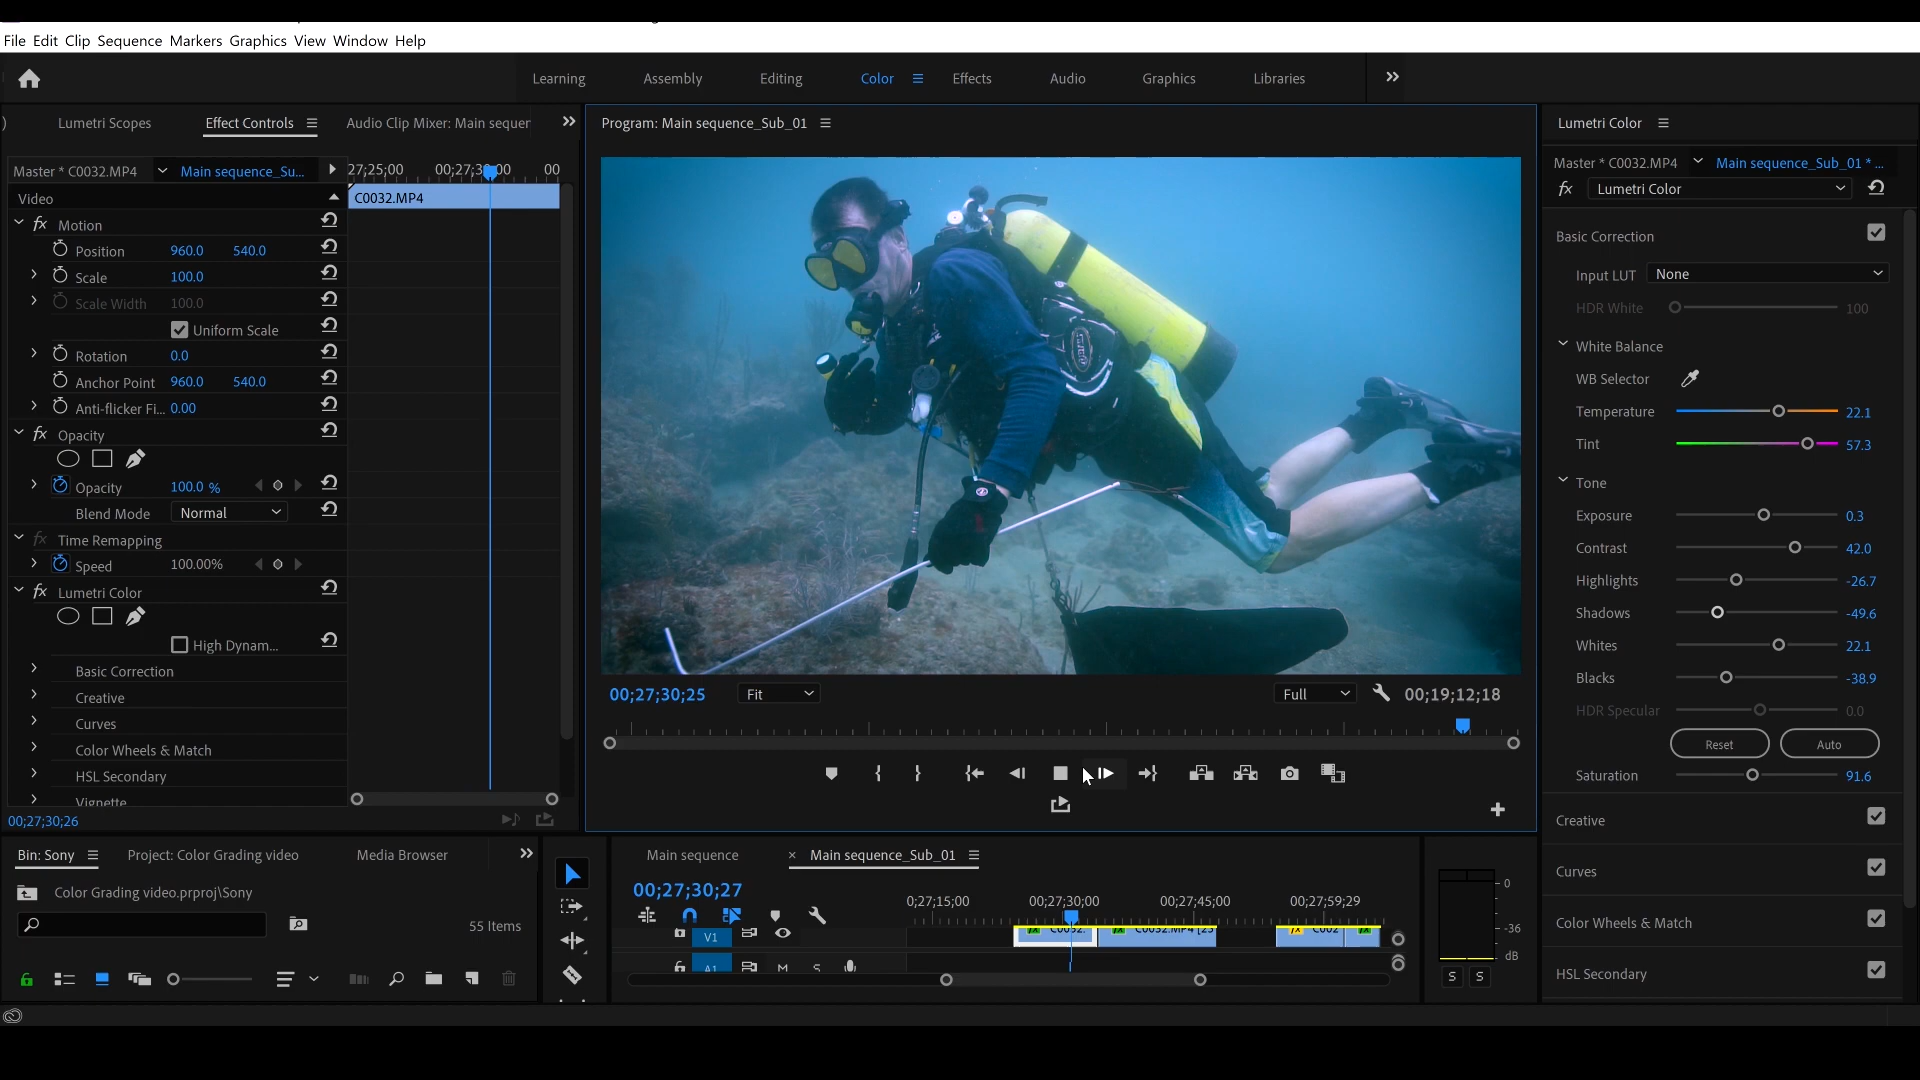 File Edit Clip Sequence Markers Graphics View Window Help
Learning Assembly Editing Color Effects Audio Graphics Libraries
Lumetri Scopes Effect Controls Audio Clip Mixer: Main sequer
Master * C0032.MP4 Main sequence_Su...
27;25;00 00;27;30;00 00
Video
C0032.MP4
Motion
Position 960.0 540.0
Scale 100.0
Scale Width 100.0
Uniform Scale
Rotation 0.0
Anchor Point 960.0 540.0
Anti-flicker Fi... 0.00
Opacity
Opacity 100.0 %
Blend Mode Normal
Time Remapping
Speed 100.00%
Lumetri Color
High Dynam...
Basic Correction
Creative
Curves
Color Wheels & Match
HSL Secondary
Vignette
00;27;30;26
Program: Main sequence_Sub_01
00;27;30;25 Fit Full 00;19;12;18
Lumetri Color
Master * C0032.MP4 Main sequence_Sub_01 * ...
fx Lumetri Color
Basic Correction
Input LUT None
HDR White 100
White Balance
WB Selector
Temperature 22.1
Tint 57.3
Tone
Exposure 0.3
Contrast 42.0
Highlights -26.7
Shadows -49.6
Whites 22.1
Blacks -38.9
HDR Specular 0.0
Reset Auto
Saturation 91.6
Creative
Curves
Color Wheels & Match
HSL Secondary
Bin: Sony Project: Color Grading video Media Browser
Color Grading video.prproj\Sony
55 Items
Main sequence × Main sequence_Sub_01
00;27;30;27
0;27;15;00 00;27;30;00 00;27;45;00 00;27;59;29
V1 C0032. C0032.MP4 [23 C002
A1 M S
0
-36
dB
S S